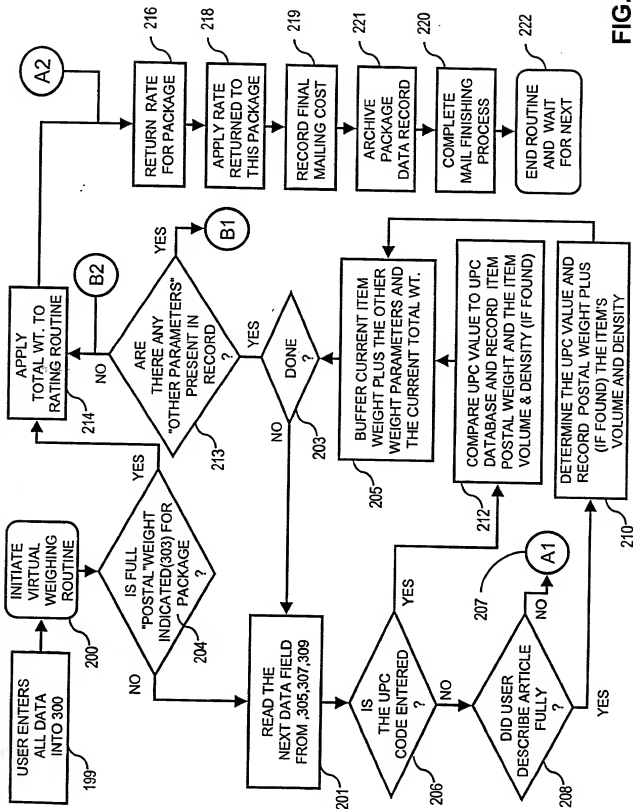 USER ENTERS
ALL DATA
INTO 300
199
INITIATE
VIRTUAL
WEIGHING
ROUTINE
200
IS FULL
"POSTAL"WEIGHT
INDICATED(303) FOR
PACKAGE
?
204
YES
NO
APPLY
TOTAL WT. TO
RATING ROUTINE
214
B2
NO
ARE
THERE ANY
"OTHER PARAMETERS"
PRESENT IN
RECORD
?
213
YES
B1
YES
DONE
?
203
NO
READ THE
NEXT DATA FIELD
FROM ,305,307,309
201
BUFFER CURRENT ITEM
WEIGHT PLUS THE OTHER
WEIGHT PARAMETERS AND
THE CURRENT TOTAL WT.
205
IS
THE UPC
CODE ENTERED
?
206
YES
NO
COMPARE UPC VALUE TO UPC
DATABASE AND RECORD ITEM
POSTAL WEIGHT AND THE ITEM
VOLUME & DENSITY (IF FOUND)
212
DID USER
DESCRIBE ARTICLE
FULLY
?
208
NO
207
A1
YES
DETERMINE THE UPC VALUE AND
RECORD POSTAL WEIGHT PLUS
(IF FOUND) THE ITEM'S
VOLUME AND DENSITY
210
A2
RETURN RATE
FOR PACKAGE
216
APPLY RATE
RETURNED TO
THIS PACKAGE
218
RECORD FINAL
MAILING COST
219
ARCHIVE
PACKAGE
DATA RECORD
221
COMPLETE
MAIL FINISHING
PROCESS
220
END ROUTINE
AND WAIT
FOR NEXT
222
FIG.